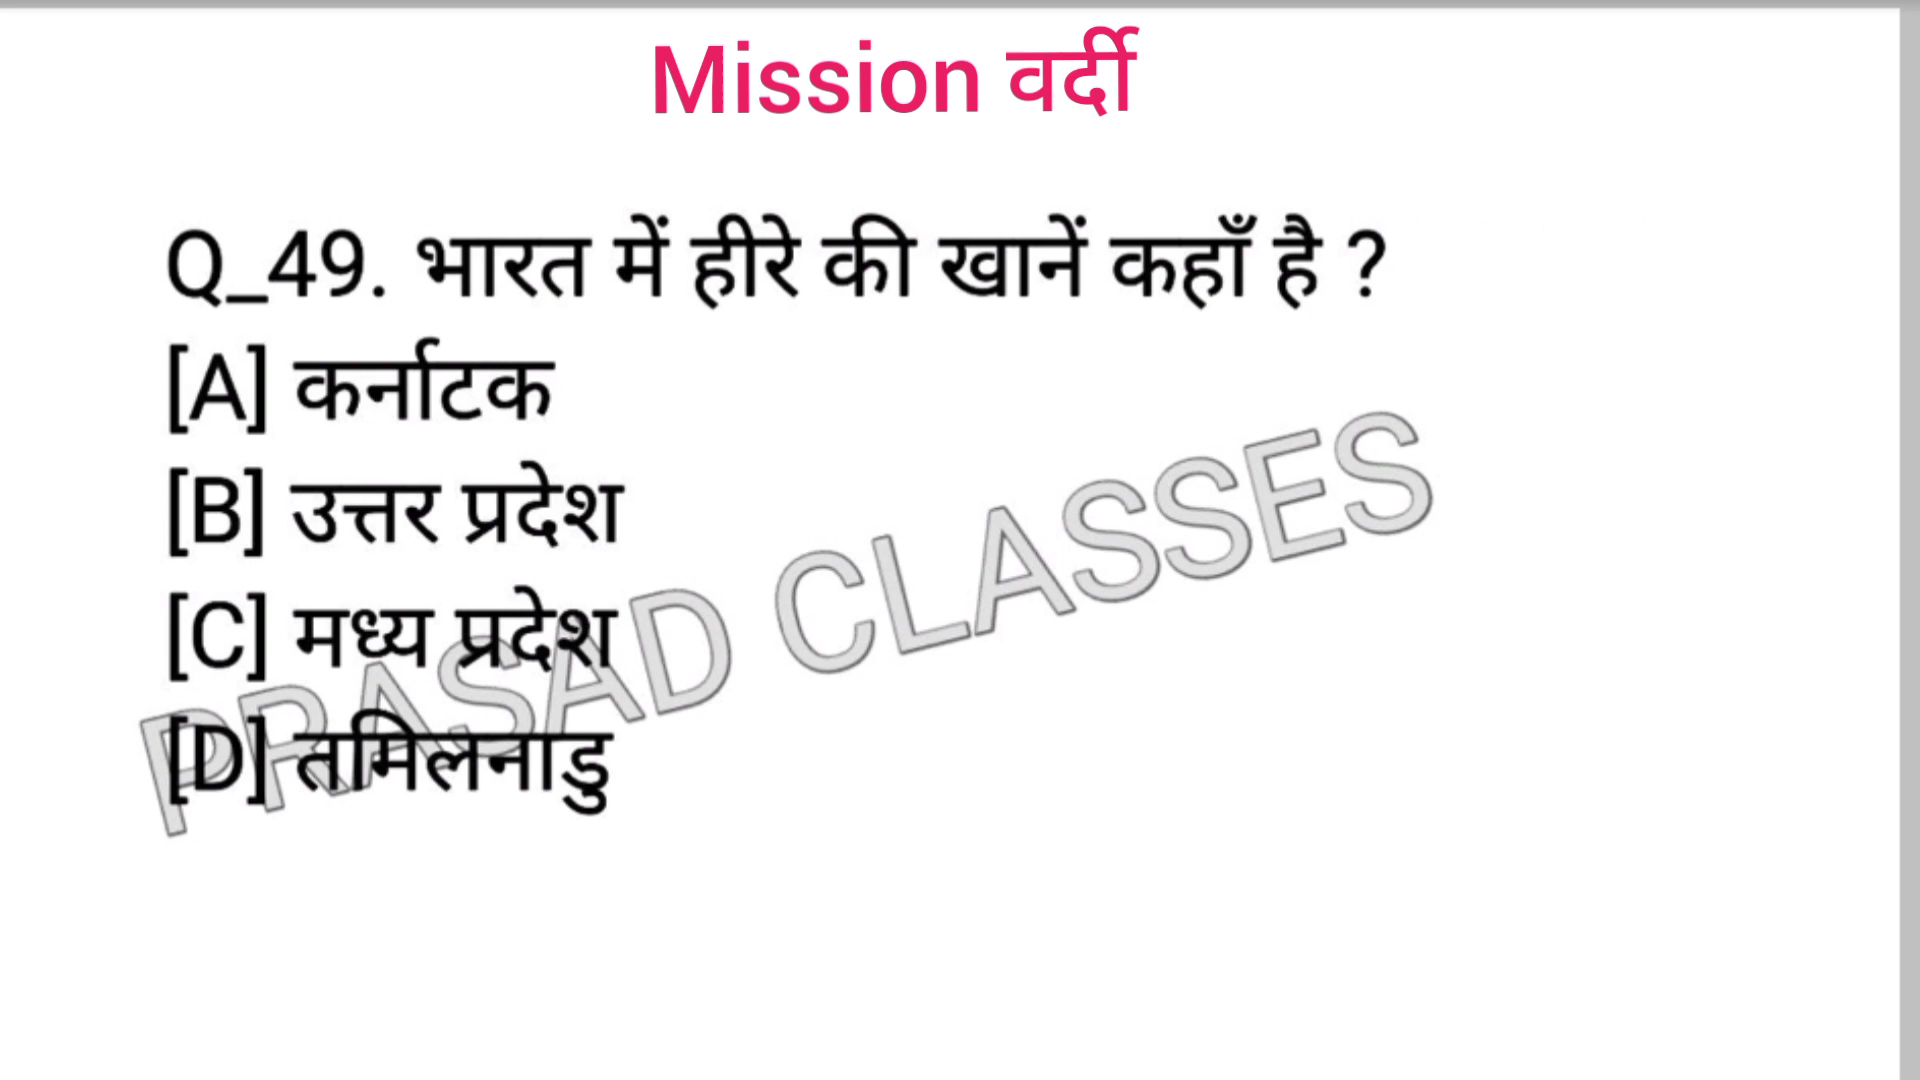 Mission वर्दी
Q_49. भारत में हीरे की खानें कहाँ है ?
[A] कर्नाटक
[B] उत्तर प्रदेश
[C] मध्य प्रदेश
[D] तमिलनाडु
PRASAD CLASSES